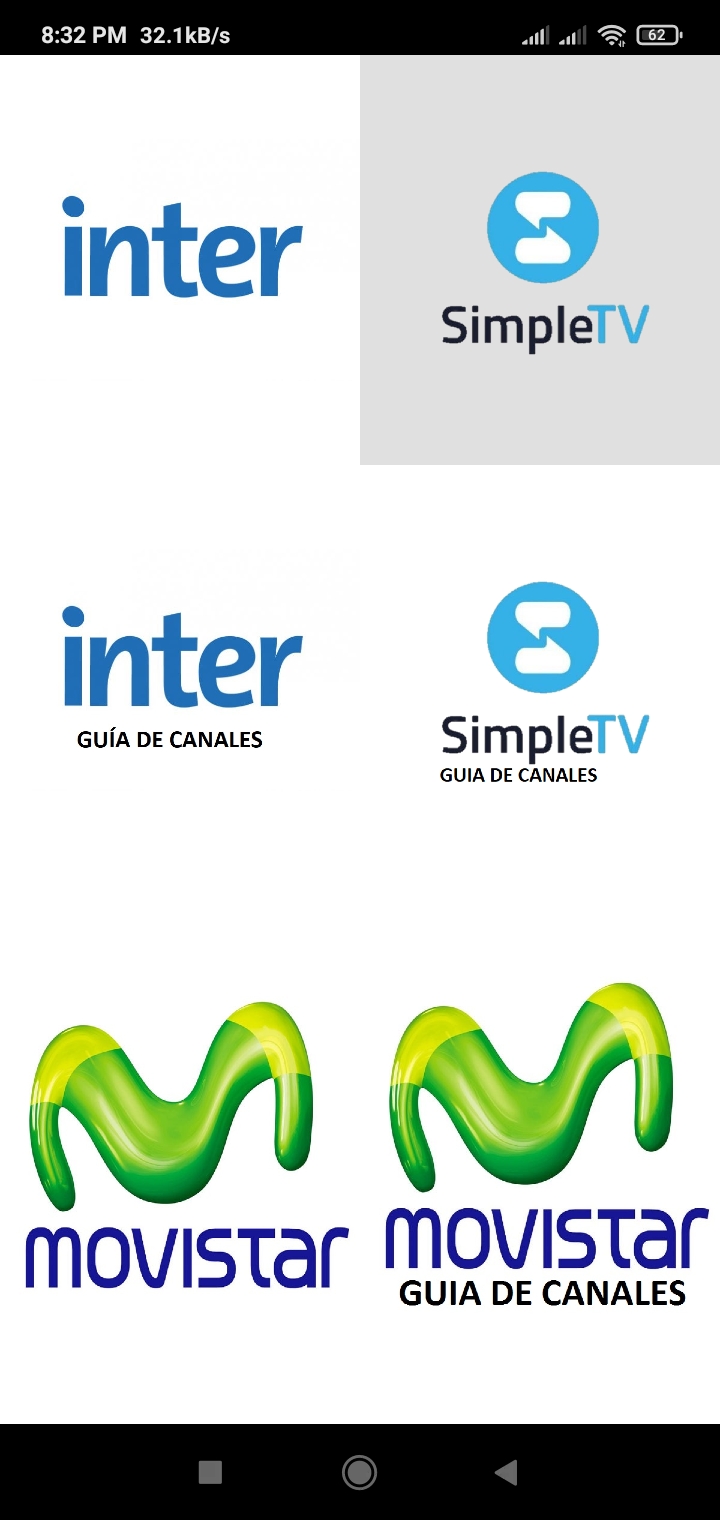 8:32 PM 32.1kB/s 62
inter
SimpleTV
inter
GUÍA DE CANALES
SimpleTV
GUIA DE CANALES
movistar
movistar
GUIA DE CANALES